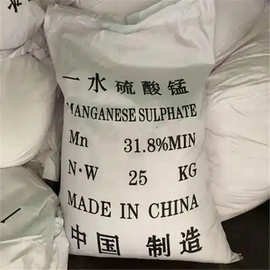 一水硫酸锰
MANGANESE SULPHATE
Mn 31.8%MIN
N·W 25 KG
MADE IN CHINA
中国 制造